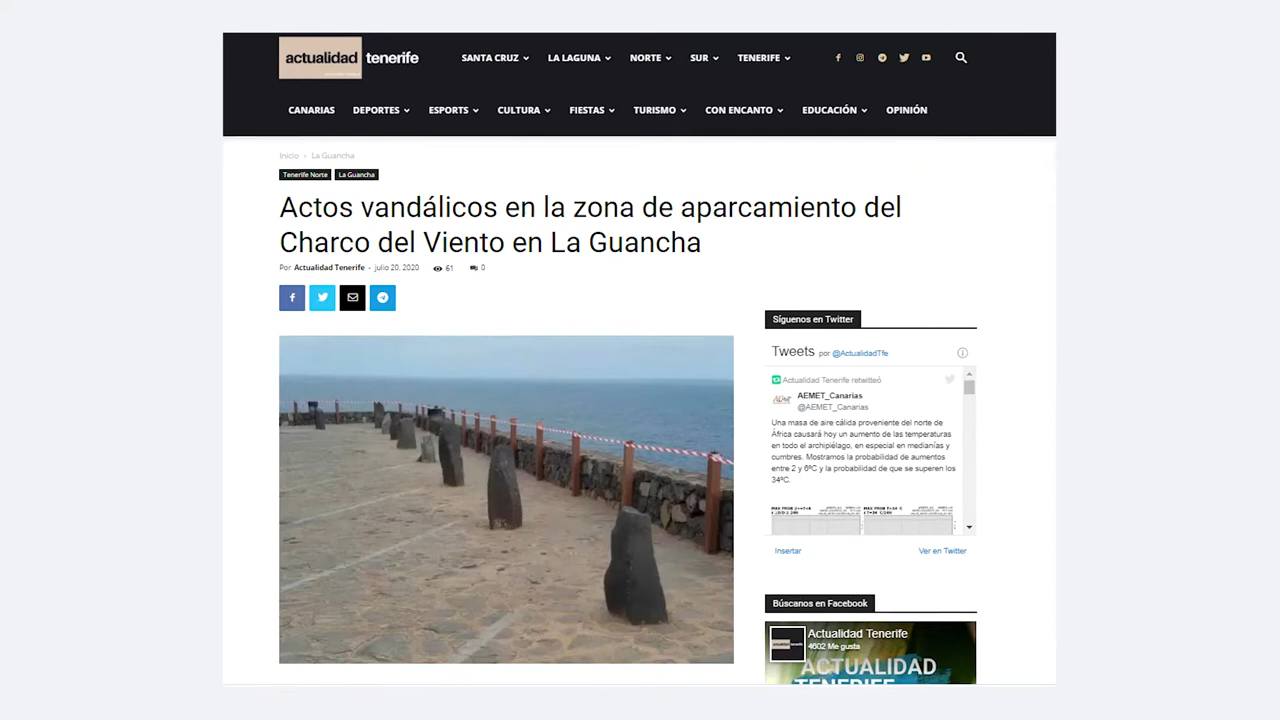 actualidad tenerife
SANTA CRUZ
LA LAGUNA
NORTE
SUR
TENERIFE
CANARIAS
DEPORTES
ESPORTS
CULTURA
FIESTAS
TURISMO
CON ENCANTO
EDUCACIÓN
OPINIÓN
Inicio › La Guancha
Tenerife Norte
La Guancha
Actos vandálicos en la zona de aparcamiento del
Charco del Viento en La Guancha
Por Actualidad Tenerife - julio 20, 2020 61 0
Síguenos en Twitter
Tweets por @ActualidadTfe
Actualidad Tenerife retwitteó
AEMET_Canarias
@AEMET_Canarias
Una masa de aire cálida proveniente del norte de
África causará hoy un aumento de las temperaturas
en todo el archipiélago, en especial en medianías y
cumbres. Mostramos la probabilidad de aumentos
entre 2 y 6ºC y la probabilidad de que se superen los
34ºC.
Insertar
Ver en Twitter
Búscanos en Facebook
Actualidad Tenerife
4602 Me gusta
ACTUALIDAD
TENERIFE